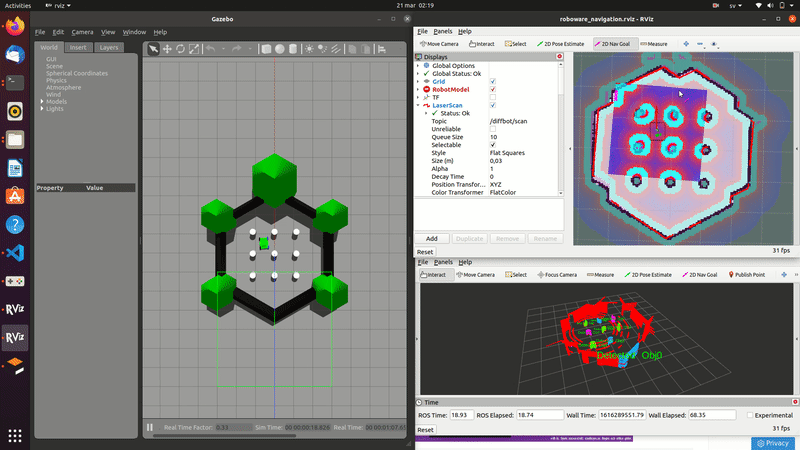 Activities
rviz
21 mar 02:19
sv
Gazebo
File Edit Camera View Window Help
World Insert Layers
GUI
Scene
Spherical Coordinates
Physics
Atmosphere
Wind
Models
Lights
Property Value
Real Time Factor: 0.33 Sim Time: 00 00:00:18.826 Real Time: 00 00:01:07.61
roboware_navigation.rviz - RViz
File Panels Help
Move Camera Interact Select 2D Pose Estimate 2D Nav Goal Measure
Displays
Global Options
Global Status: Ok
Grid
RobotModel
TF
LaserScan
Status: Ok
Topic /diffbot/scan
Unreliable
Queue Size 10
Selectable
Style Flat Squares
Size (m) 0,03
Alpha 1
Decay Time 0
Position Transfor... XYZ
Color Transformer FlatColor
Add Duplicate Remove Rename
Reset
31 fps
File Panels Help
Interact Move Camera Select Focus Camera Measure 2D Pose Estimate 2D Nav Goal Publish Point
Time
ROS Time: 18.93 ROS Elapsed: 18.74 Wall Time: 1616289551.79 Wall Elapsed: 68.35 Experimental
Reset
31 fps
Privacy
RViz
RViz